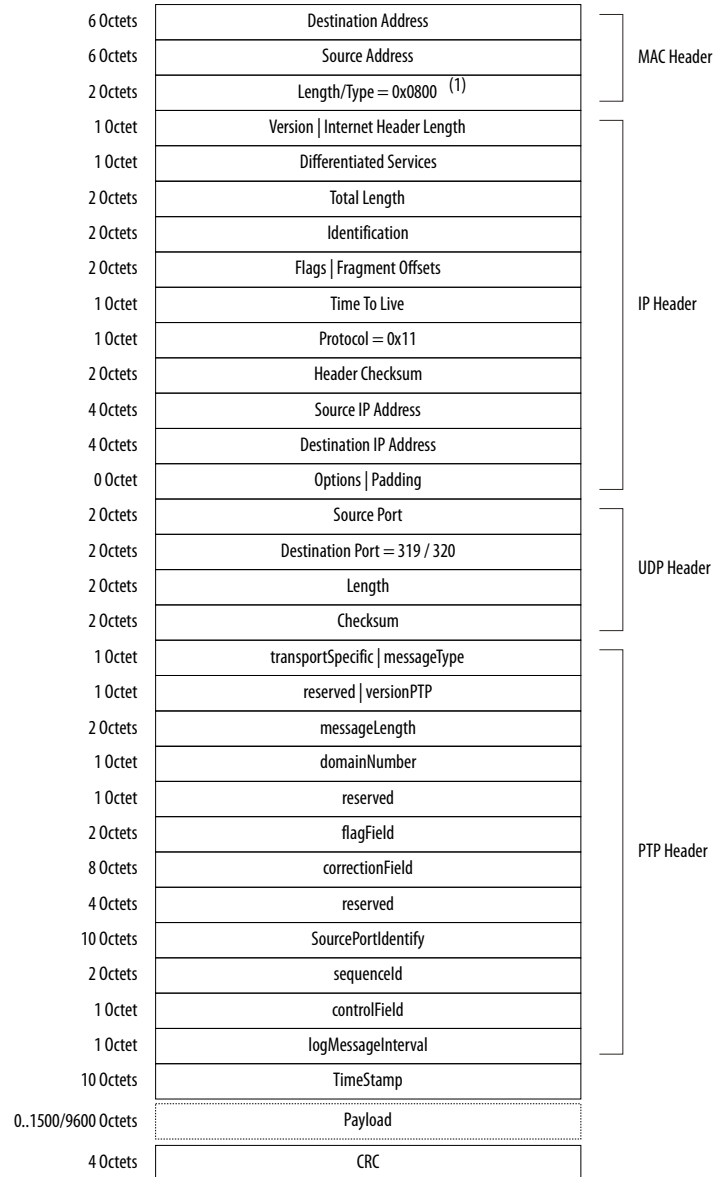 6 Octets Destination Address
6 Octets Source Address MAC Header
2 Octets Length/Type = 0x0800 (1)
1 Octet Version | Internet Header Length
1 Octet Differentiated Services
2 Octets Total Length
2 Octets Identification
2 Octets Flags | Fragment Offsets
1 Octet Time To Live IP Header
1 Octet Protocol = 0x11
2 Octets Header Checksum
4 Octets Source IP Address
4 Octets Destination IP Address
0 Octet Options | Padding
2 Octets Source Port
2 Octets Destination Port = 319 / 320
UDP Header
2 Octets Length
2 Octets Checksum
1 Octet transportSpecific | messageType
1 Octet reserved | versionPTP
2 Octets messageLength
1 Octet domainNumber
1 Octet reserved
2 Octets flagField
PTP Header
8 Octets correctionField
4 Octets reserved
10 Octets SourcePortIdentify
2 Octets sequenceId
1 Octet controlField
1 Octet logMessageInterval
10 Octets TimeStamp
0..1500/9600 Octets Payload
4 Octets CRC